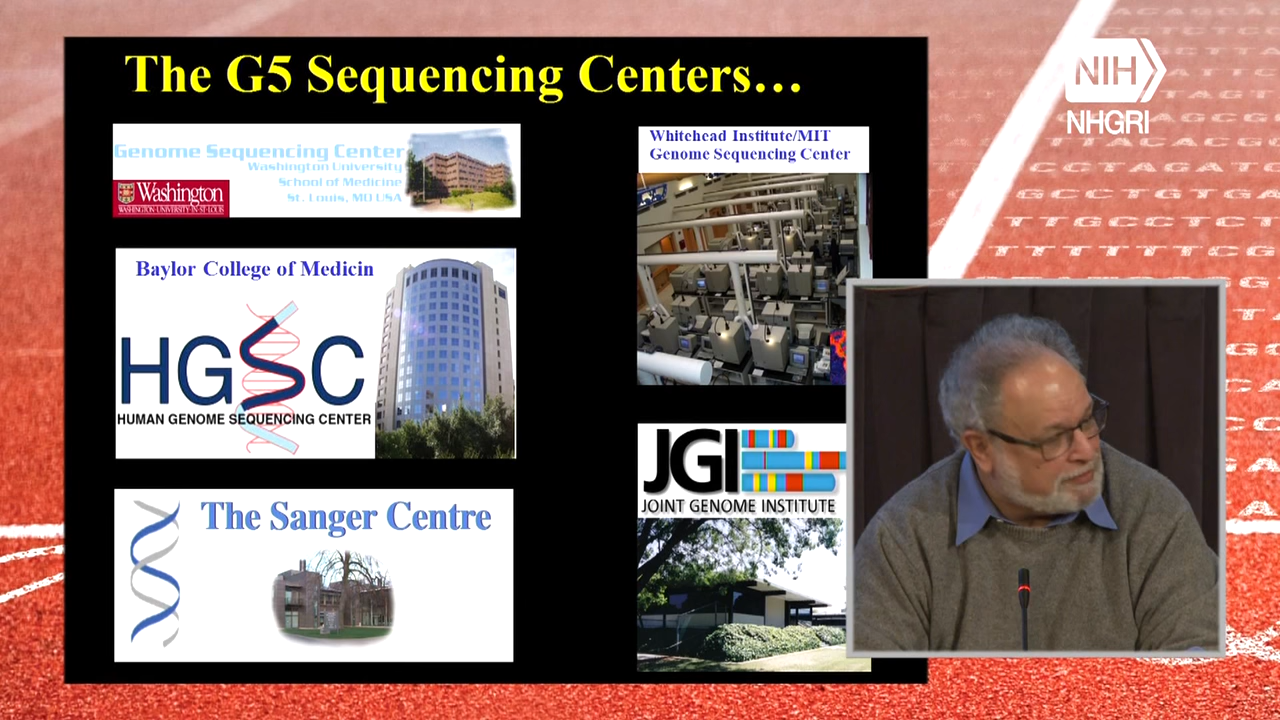 The G5 Sequencing Centers...
Genome Sequencing Center
Washington University
School of Medicine
St. Louis, MO USA
Washington
WASHINGTON·UNIVERSITY·IN·ST·LOUIS
Whitehead Institute/MIT
Genome Sequencing Center
Baylor College of Medicin
HGSC
HUMAN GENOME SEQUENCING CENTER
The Sanger Centre
JGI
JOINT GENOME INSTITUTE
NIH
NHGRI